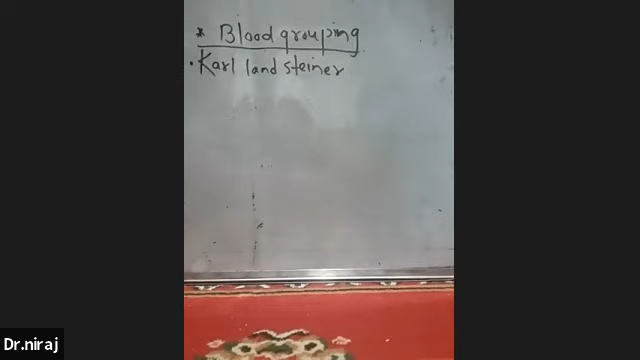 * Blood grouping
• Karl land steiner
Dr.niraj